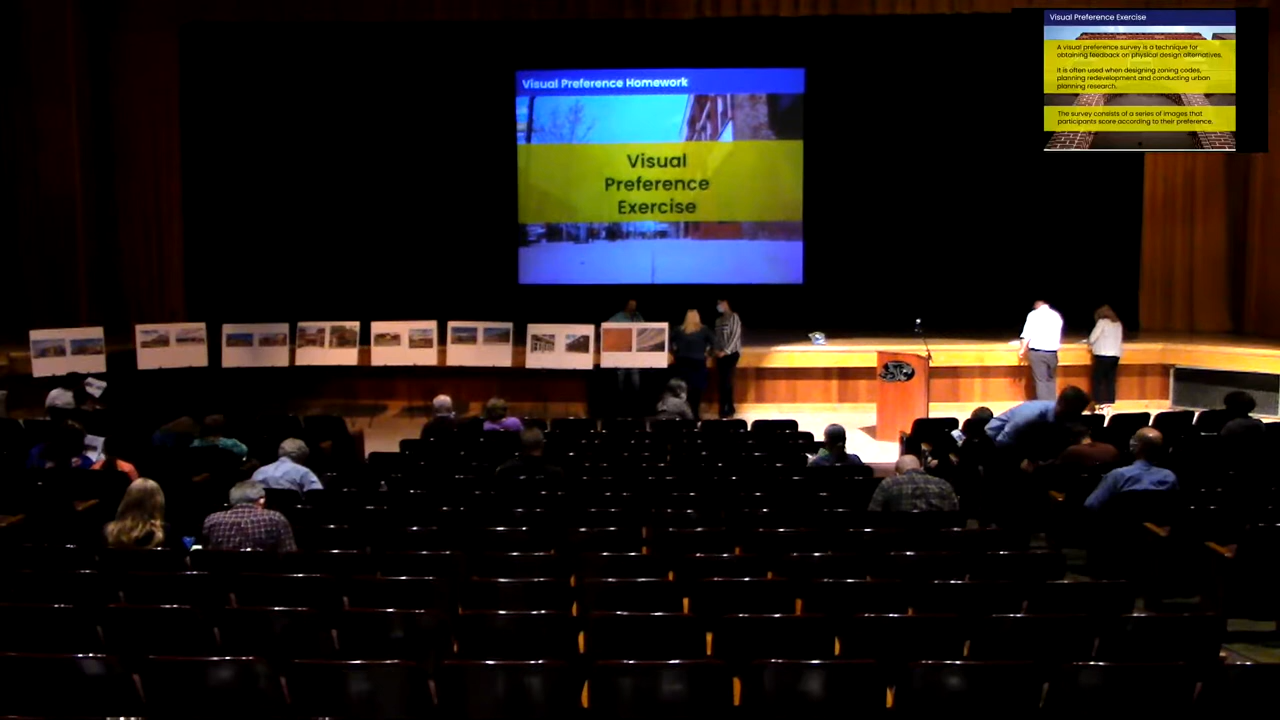 Visual Preference Homework
Visual
Preference
Exercise
Visual Preference Exercise
A visual preference survey is a technique for
obtaining feedback on physical design alternatives.
It is often used when designing zoning codes,
planning redevelopment and conducting urban
planning research.
The survey consists of a series of images that
participants score according to their preference.